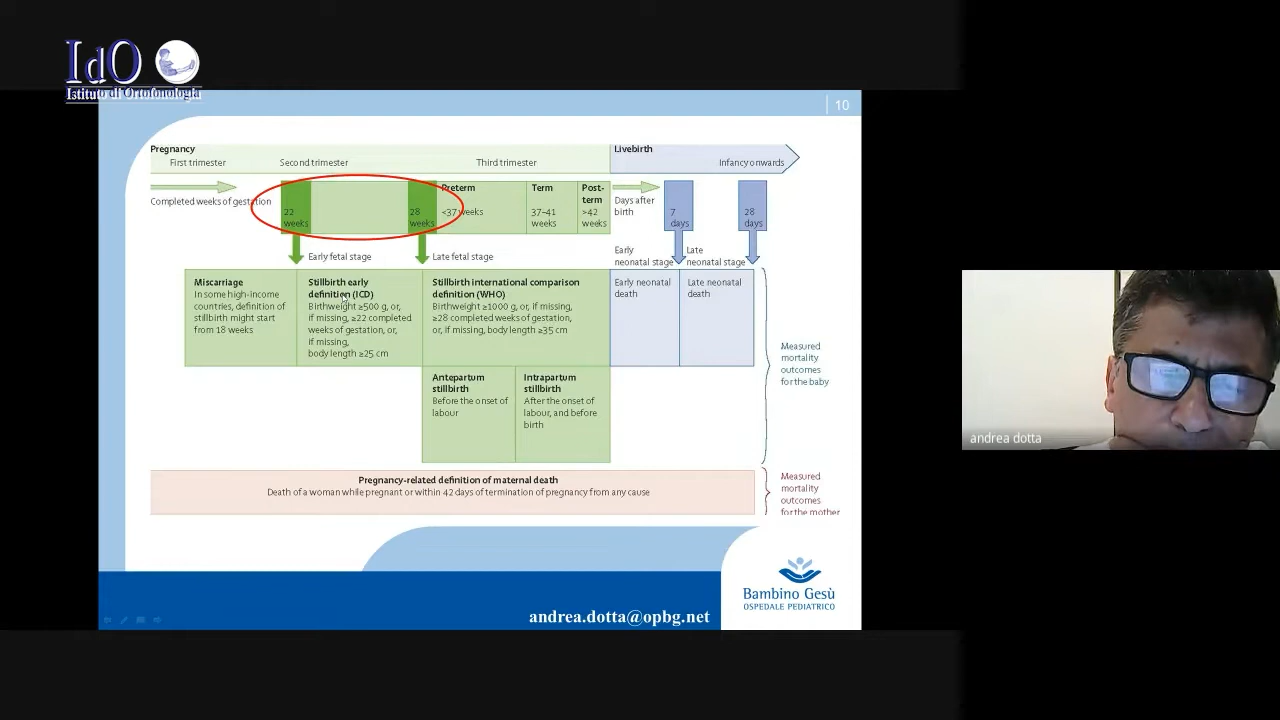 IdO
Istituto di Ortofonologia
10
Pregnancy
First trimester
Second trimester
Third trimester
Livebirth
Infancy onwards
Completed weeks of gestation
22
weeks
28
weeks
Preterm
<37 weeks
Term
37–41
weeks
Post-
term
>42
weeks
Days after
birth
7
days
28
days
Early fetal stage
Late fetal stage
Early
neonatal stage
Late
neonatal stage
Miscarriage
In some high-income
countries, definition of
stillbirth might start
from 18 weeks
Stillbirth early
definition (ICD)
Birthweight ≥500 g, or,
if missing, ≥22 completed
weeks of gestation, or,
if missing,
body length ≥25 cm
Stillbirth international comparison
definition (WHO)
Birthweight ≥1000 g, or, if missing,
≥28 completed weeks of gestation,
or, if missing, body length ≥35 cm
Early neonatal
death
Late neonatal
death
Antepartum
stillbirth
Before the onset of
labour
Intrapartum
stillbirth
After the onset of
labour, and before
birth
Measured
mortality
outcomes
for the baby
Pregnancy-related definition of maternal death
Death of a woman while pregnant or within 42 days of termination of pregnancy from any cause
Measured
mortality
outcomes
for the mother
andrea.dotta@opbg.net
Bambino Gesù
OSPEDALE PEDIATRICO
andrea dotta